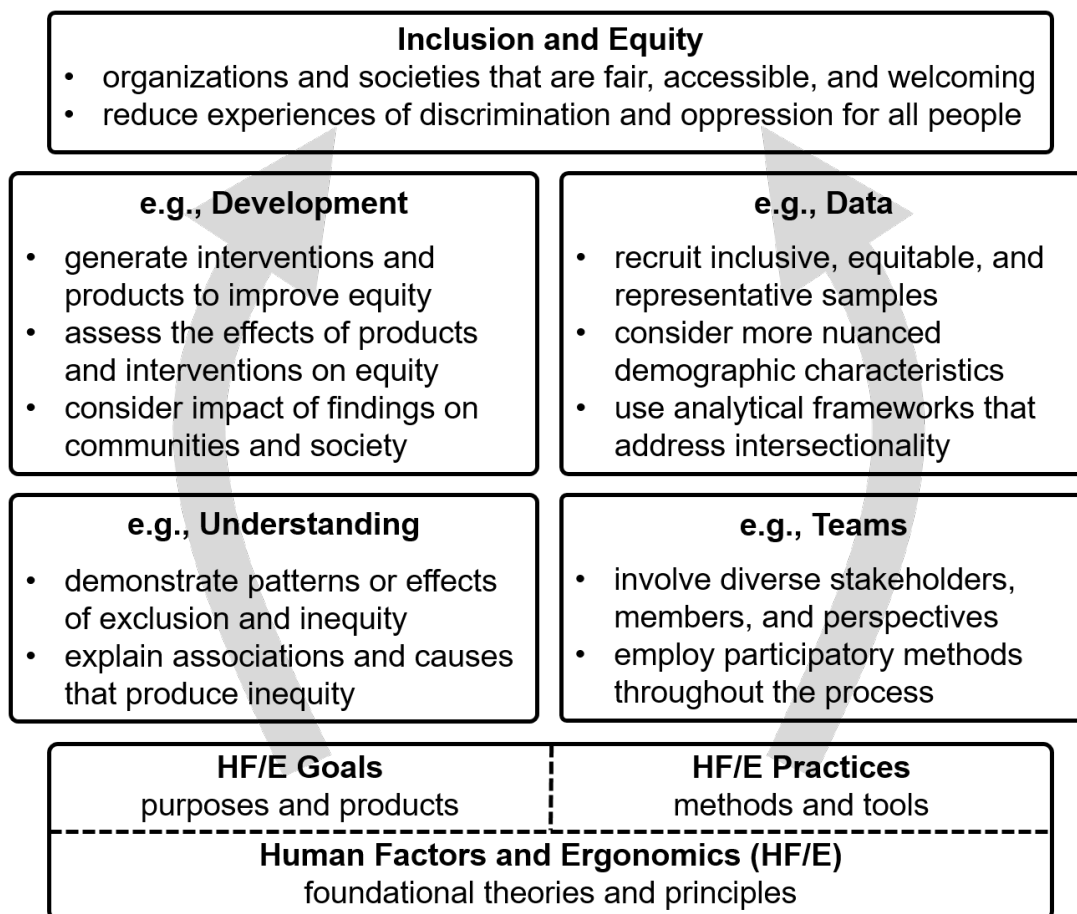 Inclusion and Equity
• organizations and societies that are fair, accessible, and welcoming
• reduce experiences of discrimination and oppression for all people
e.g., Development
• generate interventions and
products to improve equity
• assess the effects of products
and interventions on equity
• consider impact of findings on
communities and society
e.g., Data
• recruit inclusive, equitable, and
representative samples
• consider more nuanced
demographic characteristics
• use analytical frameworks that
address intersectionality
e.g., Understanding
• demonstrate patterns or effects
of exclusion and inequity
• explain associations and causes
that produce inequity
e.g., Teams
• involve diverse stakeholders,
members, and perspectives
• employ participatory methods
throughout the process
HF/E Goals
purposes and products
HF/E Practices
methods and tools
Human Factors and Ergonomics (HF/E)
foundational theories and principles